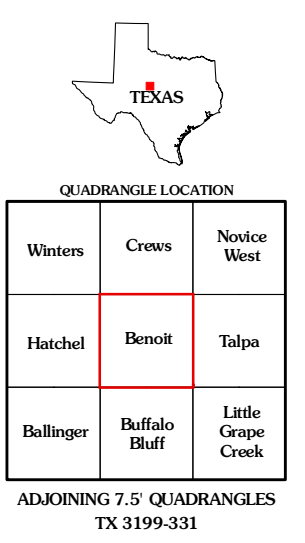 TEXAS
QUADRANGLE LOCATION
Winters
Crews
Novice
West
Hatchel
Benoit
Talpa
Ballinger
Buffalo
Bluff
Little
Grape
Creek
ADJOINING 7.5' QUADRANGLES
TX 3199-331